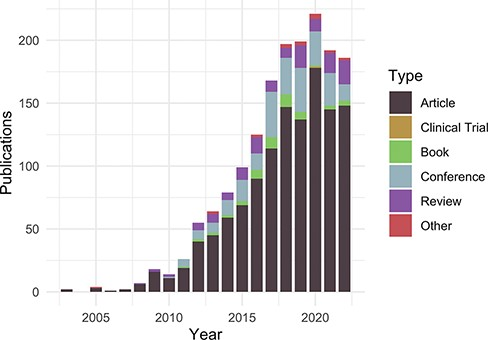 200
150
100
50
0
Publications
2005 2010 2015 2020
Year
Type
Article
Clinical Trial
Book
Conference
Review
Other